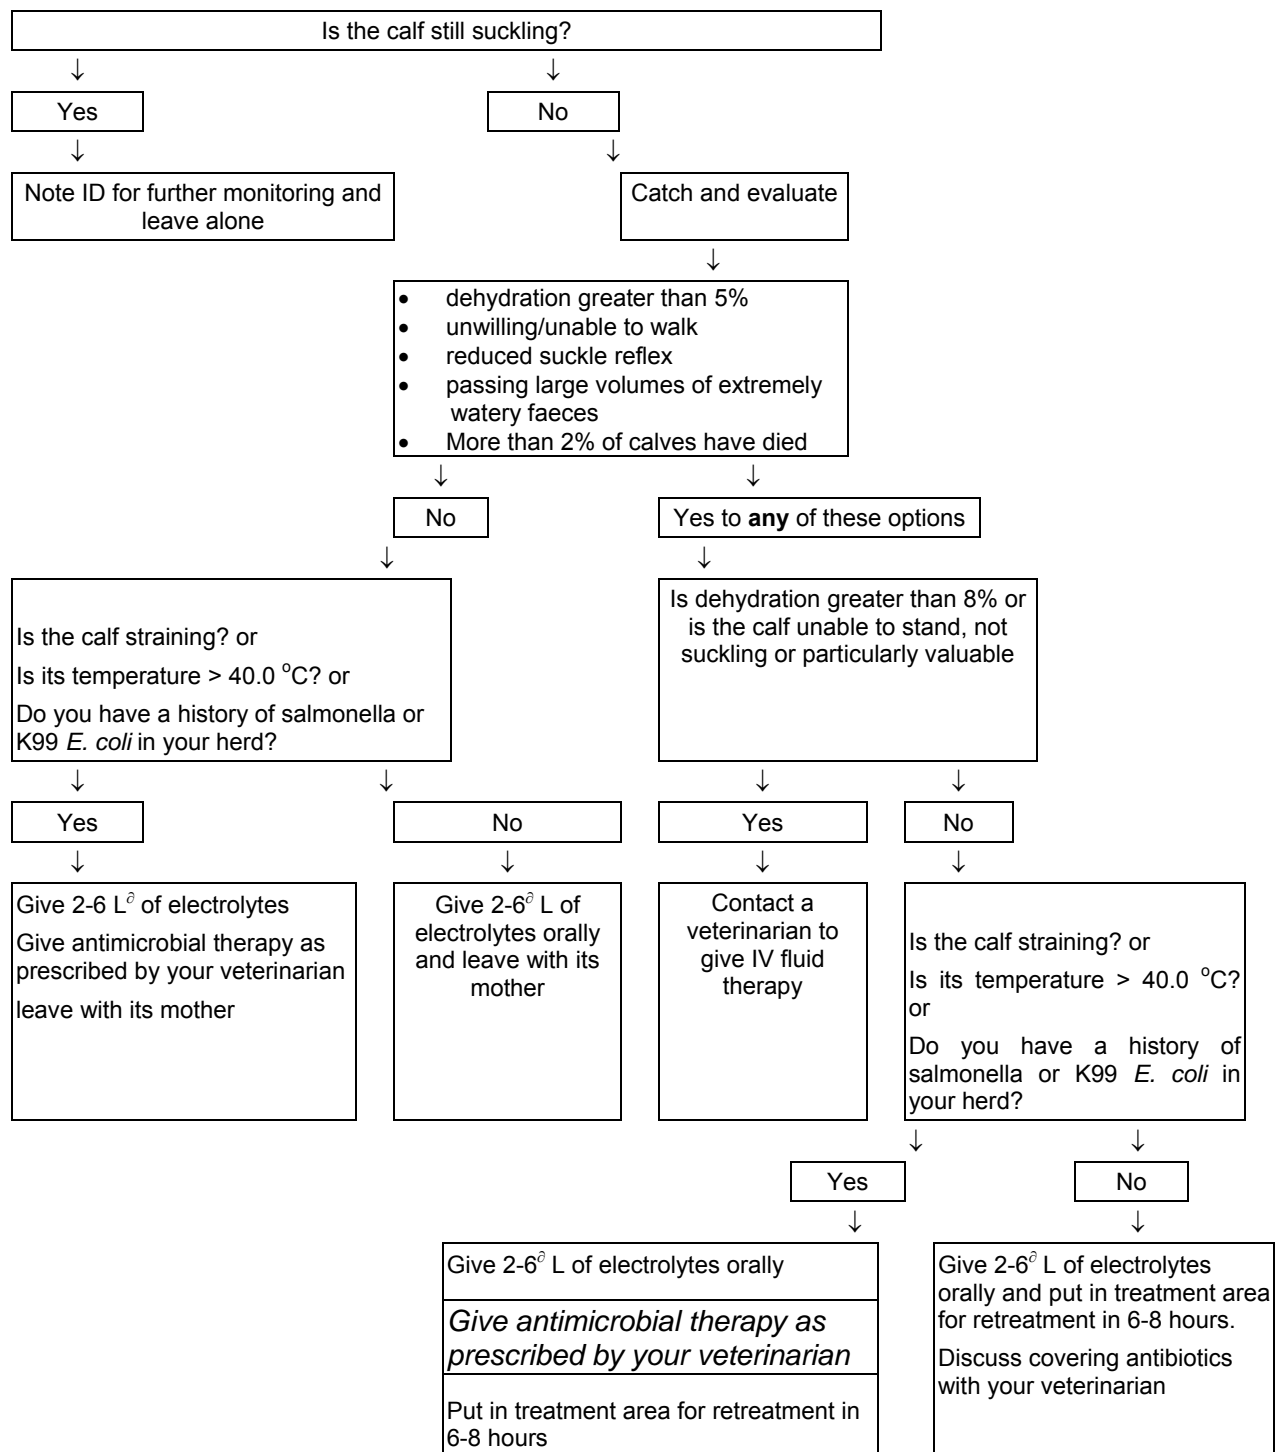 Is the calf still suckling?
↓ ↓
Yes No
↓ ↓
Note ID for further monitoring and
leave alone
Catch and evaluate
↓
• dehydration greater than 5%
• unwilling/unable to walk
• reduced suckle reflex
• passing large volumes of extremely
watery faeces
• More than 2% of calves have died
↓ ↓
No Yes to any of these options
↓ ↓
Is the calf straining? or
Is its temperature > 40.0 °C? or
Do you have a history of salmonella or
K99 E. coli in your herd?
Is dehydration greater than 8% or
is the calf unable to stand, not
suckling or particularly valuable
↓ ↓ ↓ ↓
Yes No Yes No
↓ ↓ ↓ ↓
Give 2-6 L∂ of electrolytes
Give antimicrobial therapy as
prescribed by your veterinarian
leave with its mother
Give 2-6∂ L of
electrolytes orally
and leave with its
mother
Contact a
veterinarian to
give IV fluid
therapy
Is the calf straining? or
Is its temperature > 40.0 °C?
or
Do you have a history of
salmonella or K99 E. coli in
your herd?
↓ ↓
Yes No
↓ ↓
Give 2-6∂ L of electrolytes orally
Give antimicrobial therapy as
prescribed by your veterinarian
Put in treatment area for retreatment in
6-8 hours
Give 2-6∂ L of electrolytes
orally and put in treatment area
for retreatment in 6-8 hours.
Discuss covering antibiotics
with your veterinarian